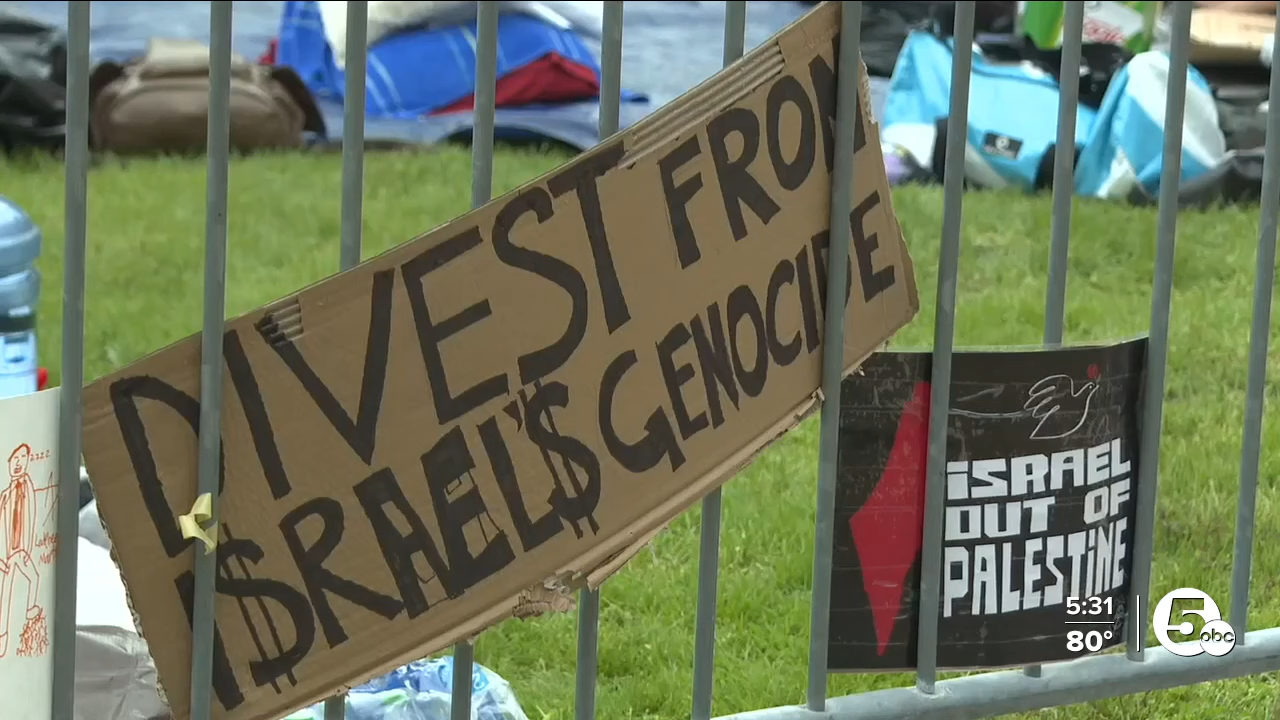 DIVEST FROM
I$RAEL'$ GENOCIDE
ISRAEL
OUT OF
PALESTINE
5:31
80°
5
abc